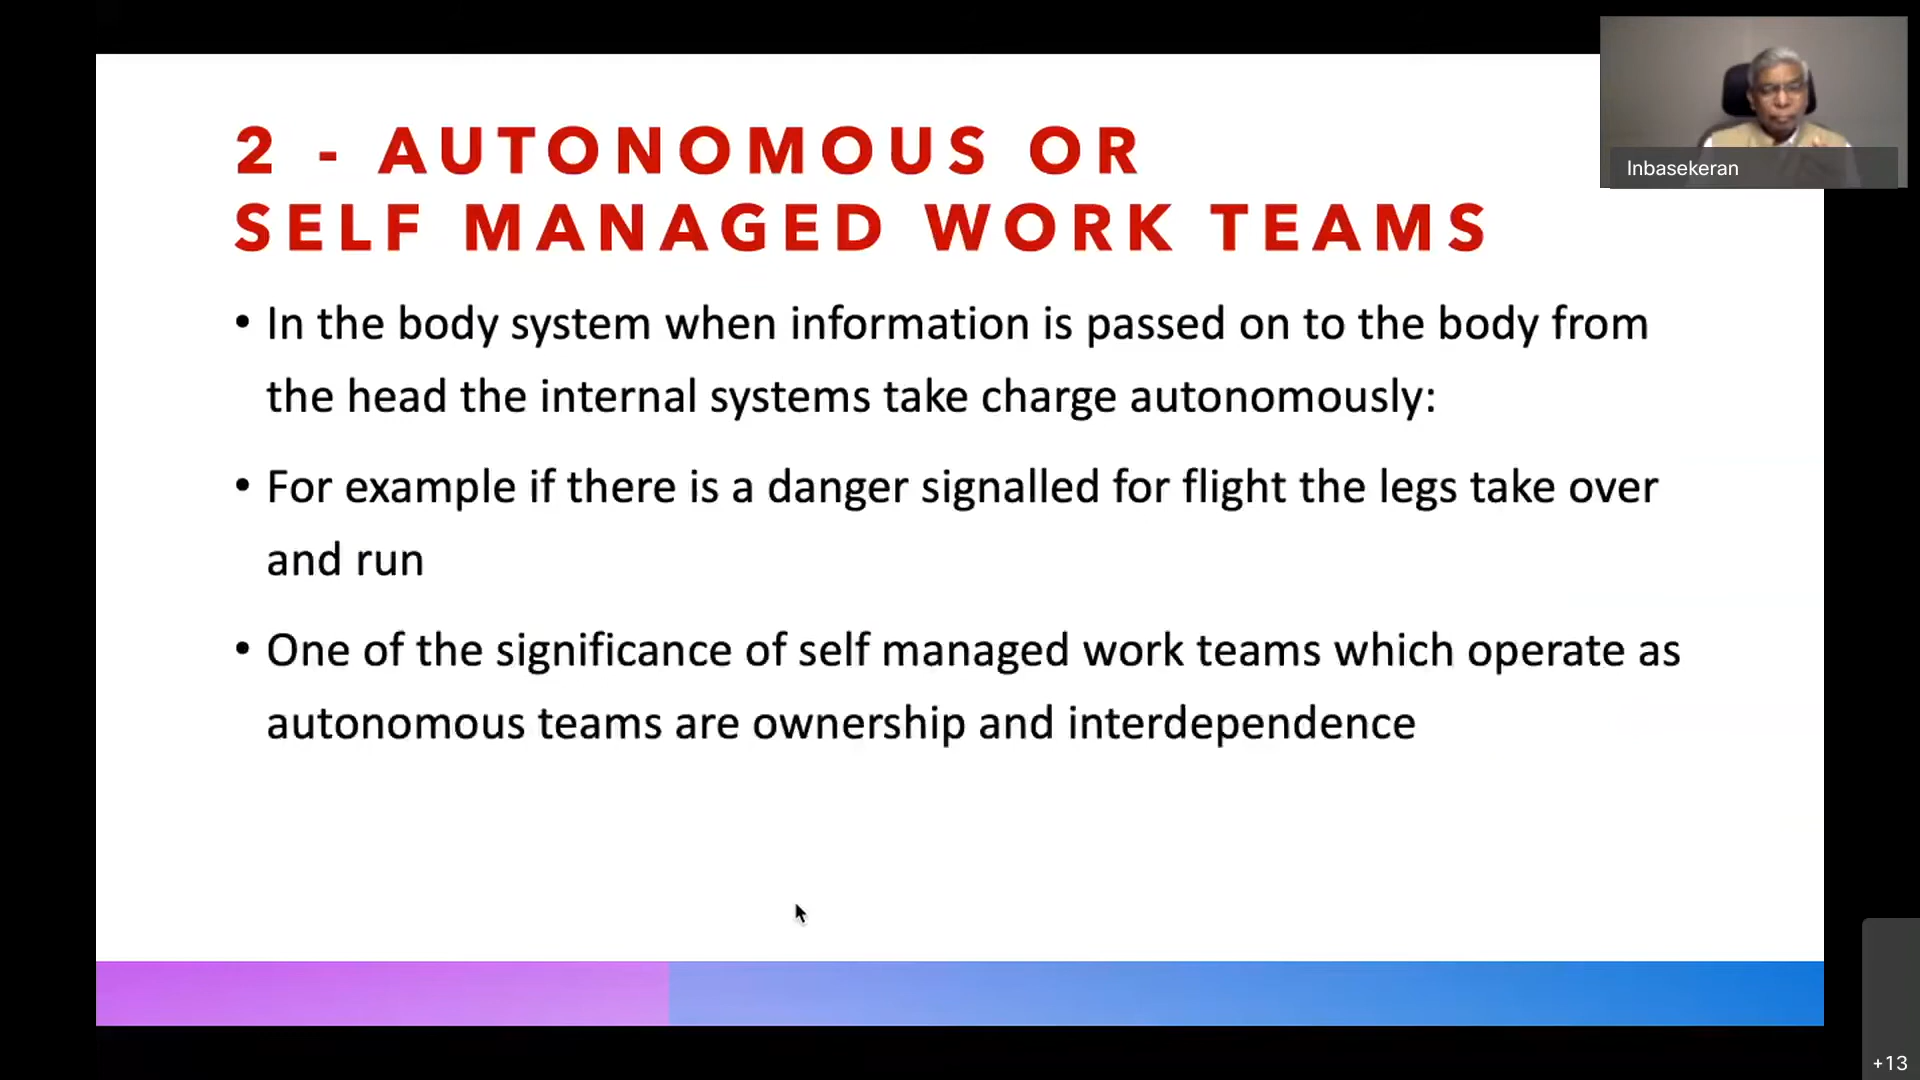 2 - AUTONOMOUS OR
SELF MANAGED WORK TEAMS
• In the body system when information is passed on to the body from
the head the internal systems take charge autonomously:
• For example if there is a danger signalled for flight the legs take over
and run
• One of the significance of self managed work teams which operate as
autonomous teams are ownership and interdependence
Inbasekeran
+13